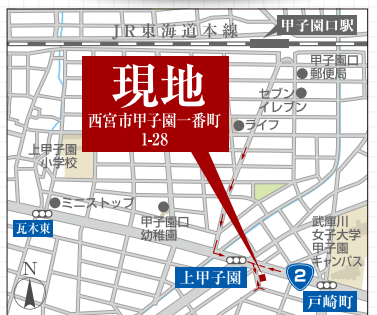 JR東海道本線
甲子園口駅
甲子園口
郵便局
セブン
イレブン
ライフ
現地
西宮市甲子園一番町
1-28
上甲子園
小学校
ミニストップ
甲子園口
幼稚園
瓦木東
武庫川
女子大学
甲子園
キャンパス
上甲子園
2
戸崎町
N